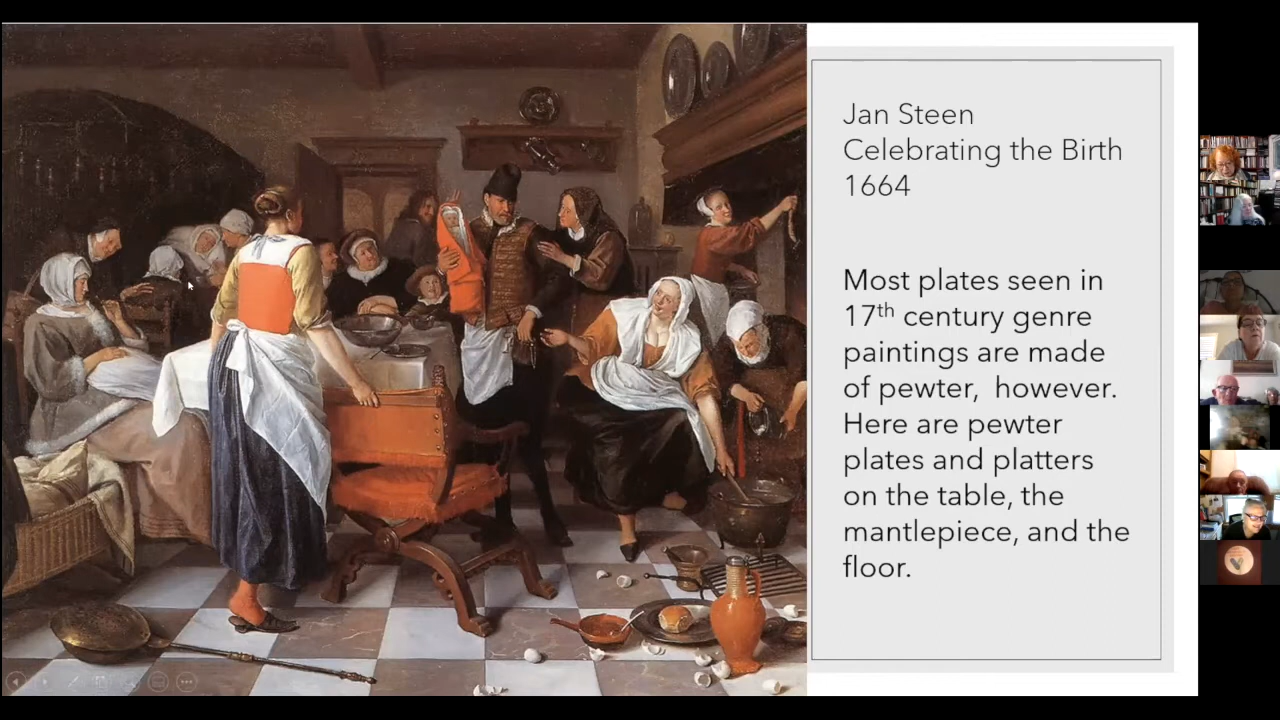 Jan Steen
Celebrating the Birth
1664
Most plates seen in
17th century genre
paintings are made
of pewter,  however.
Here are pewter
plates and platters
on the table, the
mantlepiece, and the
floor.